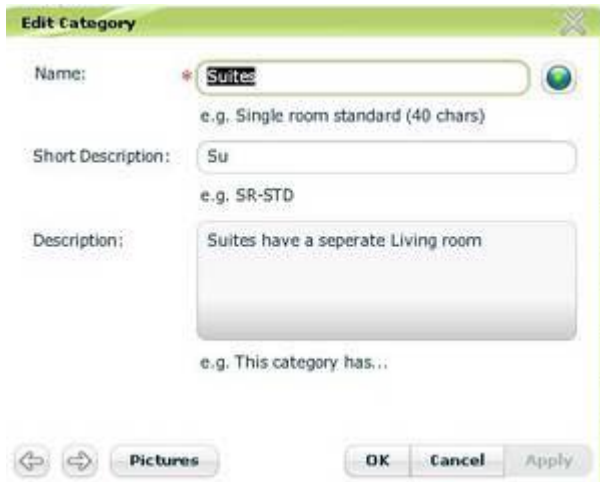 Edit Category
Name: * Suites
e.g. Single room standard (40 chars)
Short Description: Su
e.g. SR-STD
Description: Suites have a seperate Living room
e.g. This category has...
Pictures OK Cancel Apply